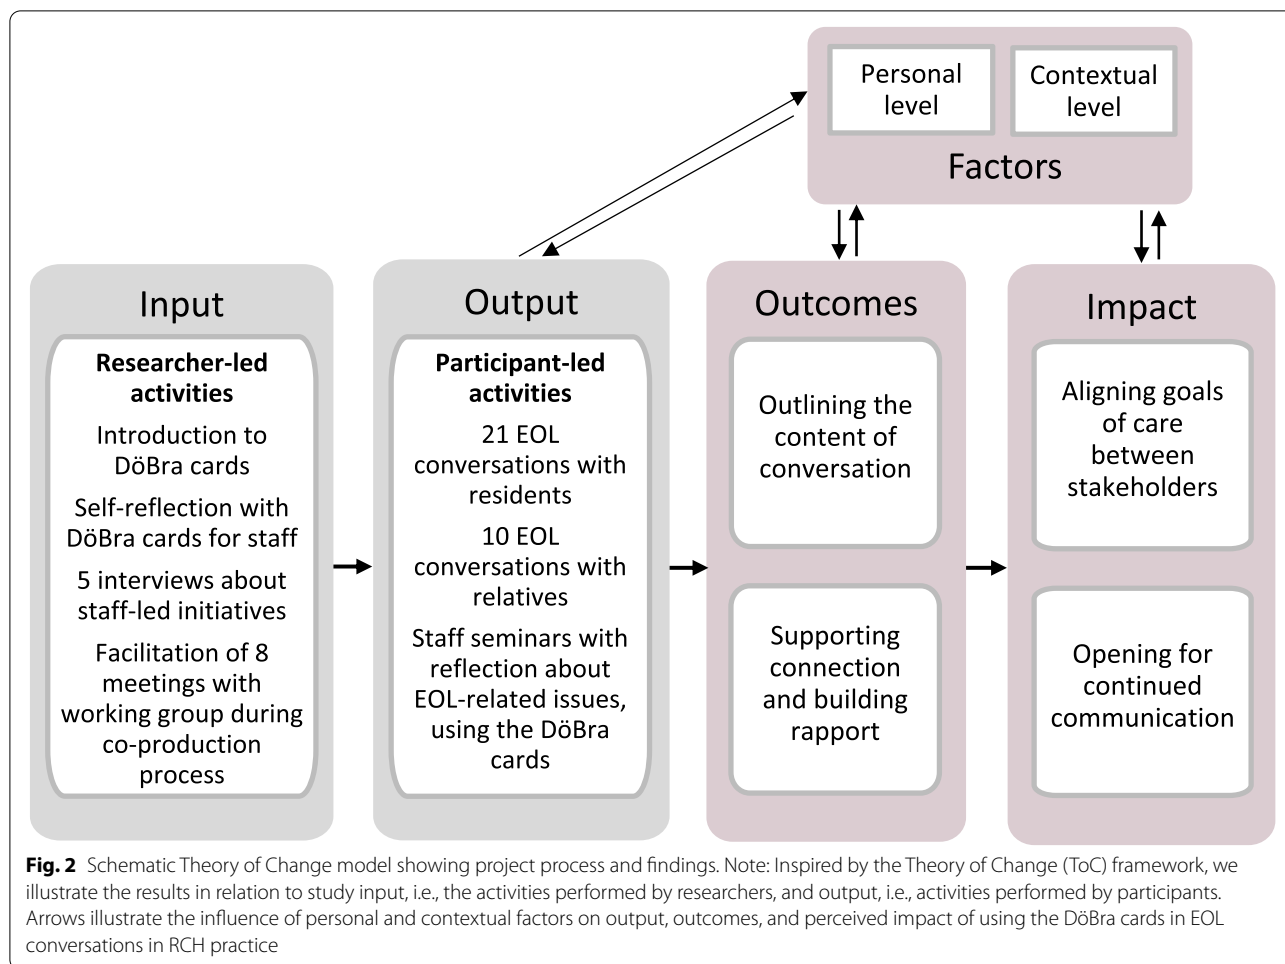 Personal
level
Contextual
level
Factors
Input
Researcher-led
activities
Introduction to
DöBra cards
Self-reflection with
DöBra cards for staff
5 interviews about
staff-led initiatives
Facilitation of 8
meetings with
working group during
co-production
process
Output
Participant-led
activities
21 EOL
conversations with
residents
10 EOL
conversations with
relatives
Staff seminars with
reflection about
EOL-related issues,
using the DöBra
cards
Outcomes
Outlining the
content of
conversation
Supporting
connection
and building
rapport
Impact
Aligning goals
of care
between
stakeholders
Opening for
continued
communication
Fig. 2 Schematic Theory of Change model showing project process and findings. Note: Inspired by the Theory of Change (ToC) framework, we
illustrate the results in relation to study input, i.e., the activities performed by researchers, and output, i.e., activities performed by participants.
Arrows illustrate the influence of personal and contextual factors on output, outcomes, and perceived impact of using the DöBra cards in EOL
conversations in RCH practice